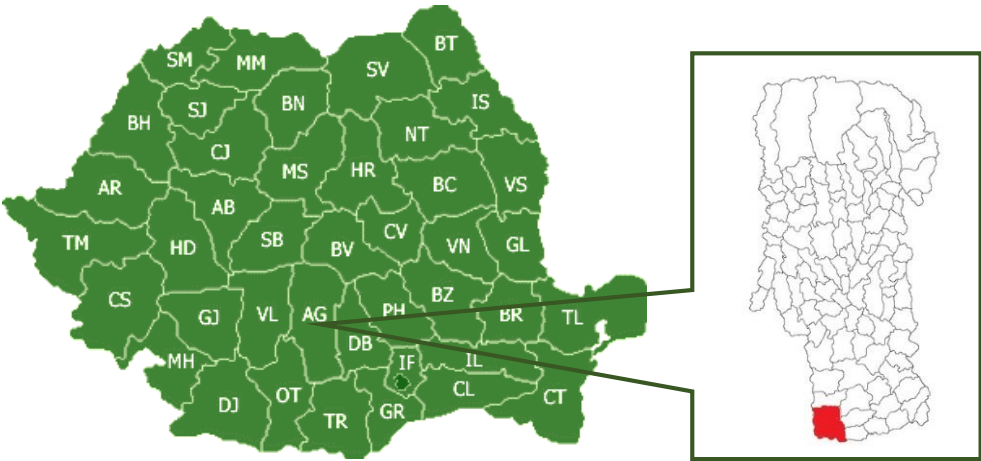 BT
SM
MM
SV
BN
SJ
IS
BH
NT
CJ
MS
HR
BC
VS
AR
AB
CV
TM
HD
SB
BV
VN
GL
CS
BZ
GJ
VL
AG
PH
BR
TL
DB
MH
IF
IL
OT
CL
CT
DJ
TR
GR